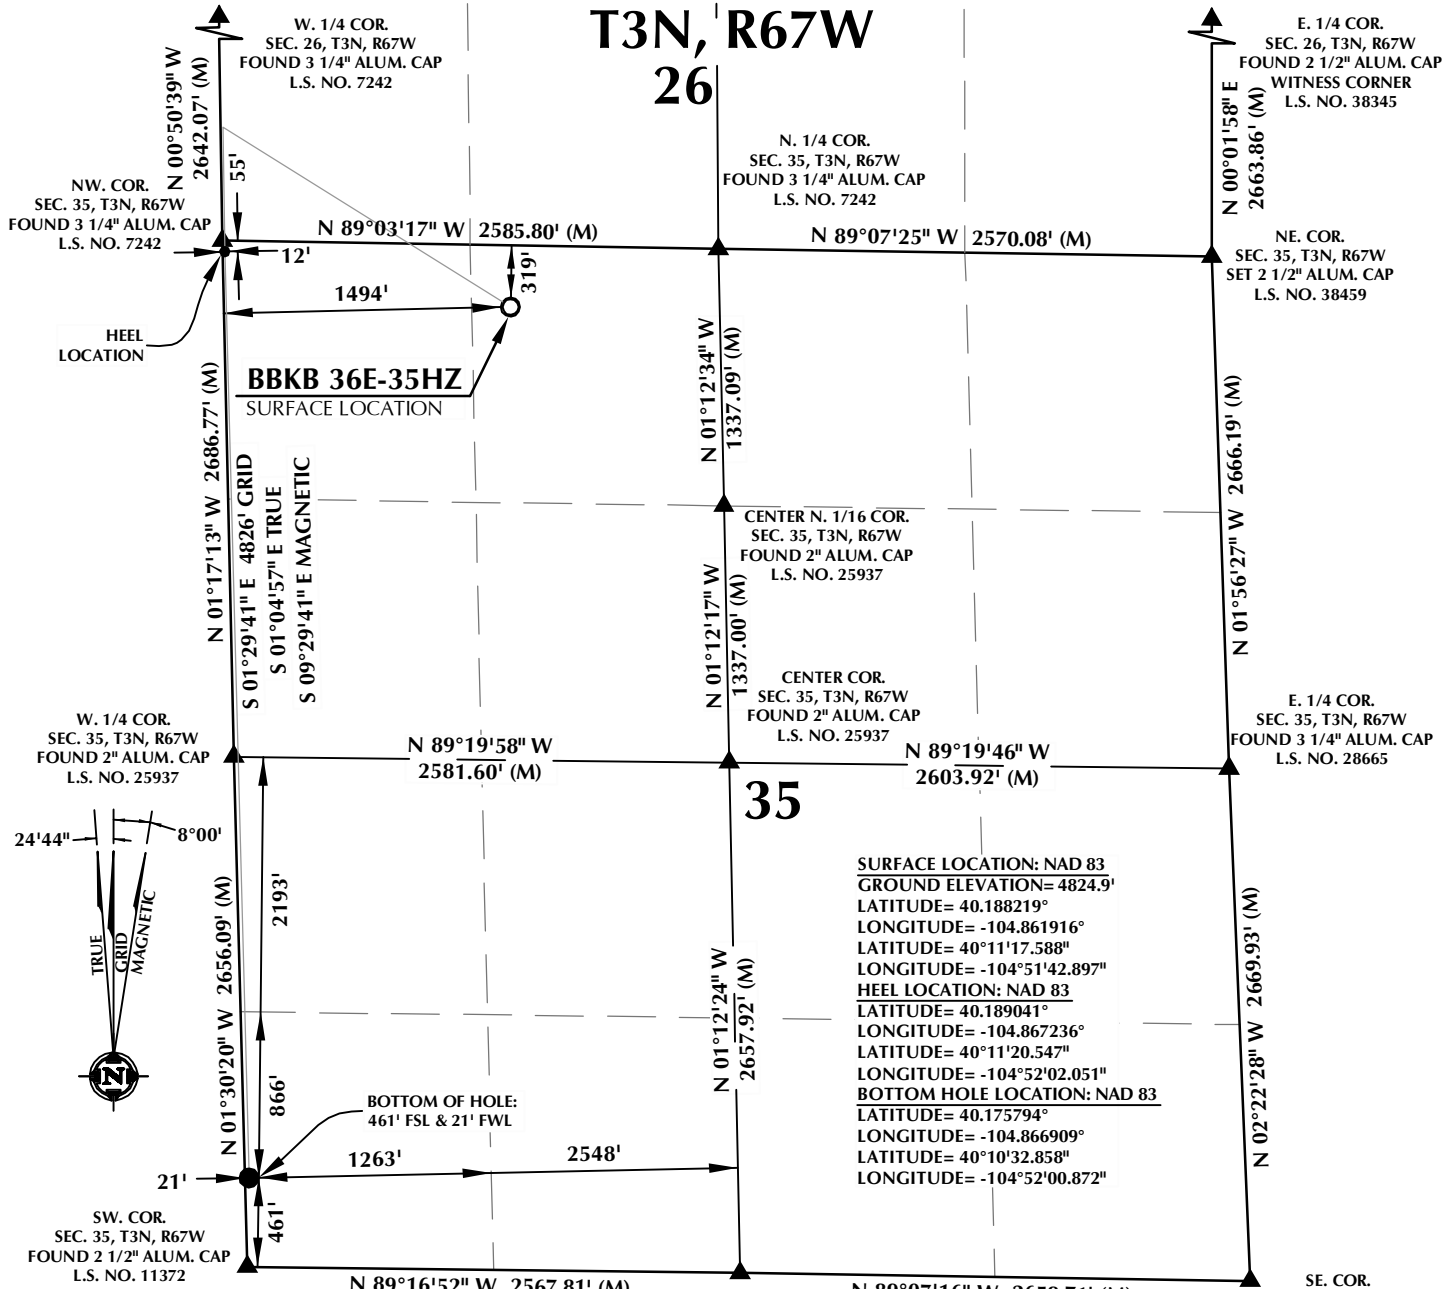 T3N, R67W
26
W. 1/4 COR.
SEC. 26, T3N, R67W
FOUND 3 1/4" ALUM. CAP
L.S. NO. 7242
E. 1/4 COR.
SEC. 26, T3N, R67W
FOUND 2 1/2" ALUM. CAP
WITNESS CORNER
L.S. NO. 38345
N 00°50'39" W
2642.07' (M)
N 00°01'58" E
2663.86' (M)
55'
N. 1/4 COR.
SEC. 35, T3N, R67W
FOUND 3 1/4" ALUM. CAP
L.S. NO. 7242
NW. COR.
SEC. 35, T3N, R67W
FOUND 3 1/4" ALUM. CAP
L.S. NO. 7242
N 89°03'17" W 2585.80' (M)
N 89°07'25" W 2570.08' (M)
NE. COR.
SEC. 35, T3N, R67W
SET 2 1/2" ALUM. CAP
L.S. NO. 38459
12'
319'
1494'
HEEL
LOCATION
BBKB 36E-35HZ
SURFACE LOCATION
N 01°17'13" W 2686.77' (M)
S 01°29'41" E 4826' GRID
S 01°04'57" E TRUE
S 09°29'41" E MAGNETIC
N 01°12'34" W
1337.09' (M)
N 01°56'27" W 2666.19' (M)
CENTER N. 1/16 COR.
SEC. 35, T3N, R67W
FOUND 2" ALUM. CAP
L.S. NO. 25937
N 01°12'17" W
1337.00' (M)
CENTER COR.
SEC. 35, T3N, R67W
FOUND 2" ALUM. CAP
L.S. NO. 25937
W. 1/4 COR.
SEC. 35, T3N, R67W
FOUND 2" ALUM. CAP
L.S. NO. 25937
E. 1/4 COR.
SEC. 35, T3N, R67W
FOUND 3 1/4" ALUM. CAP
L.S. NO. 28665
N 89°19'58" W
2581.60' (M)
N 89°19'46" W
2603.92' (M)
35
24'44"
8°00'
TRUE
GRID
MAGNETIC
N
N 01°30'20" W 2656.09' (M)
2193'
866'
SURFACE LOCATION: NAD 83
GROUND ELEVATION= 4824.9'
LATITUDE= 40.188219°
LONGITUDE= -104.861916°
LATITUDE= 40°11'17.588"
LONGITUDE= -104°51'42.897"
HEEL LOCATION: NAD 83
LATITUDE= 40.189041°
LONGITUDE= -104.867236°
LATITUDE= 40°11'20.547"
LONGITUDE= -104°52'02.051"
BOTTOM HOLE LOCATION: NAD 83
LATITUDE= 40.175794°
LONGITUDE= -104.866909°
LATITUDE= 40°10'32.858"
LONGITUDE= -104°52'00.872"
N 01°12'24" W
2657.92' (M)
N 02°22'28" W 2669.93' (M)
BOTTOM OF HOLE:
461' FSL & 21' FWL
1263'
2548'
21'
461'
SW. COR.
SEC. 35, T3N, R67W
FOUND 2 1/2" ALUM. CAP
L.S. NO. 11372
N 89°16'52" W 2567.81' (M)
SE. COR.